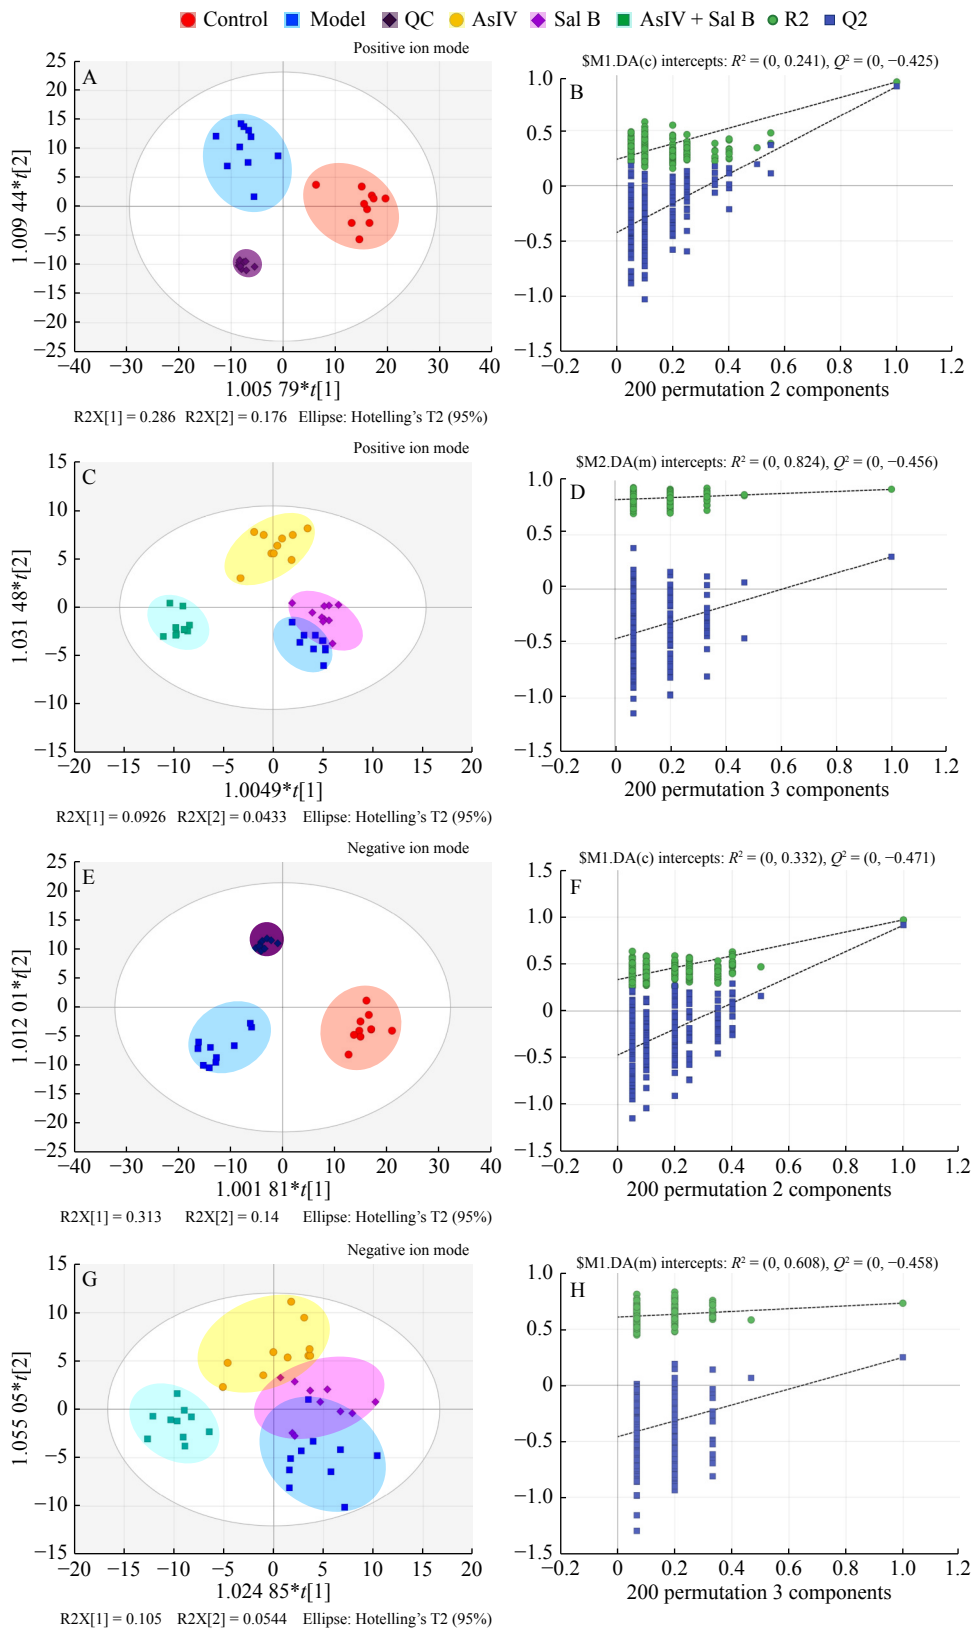 Control Model QC AsIV Sal B AsIV + Sal B R2 Q2
Positive ion mode
A
25
20
15
10
5
0
−5
−10
−15
−20
−25
−40 −30 −20 −10 0 10 20 30 40
1.009 44*t[2]
1.005 79*t[1]
R2X[1] = 0.286 R2X[2] = 0.176 Ellipse: Hotelling's T2 (95%)
$M1.DA(c) intercepts: R² = (0, 0.241), Q² = (0, −0.425)
B
1.0
0.5
0
−0.5
−1.0
−1.5
−0.2 0 0.2 0.4 0.6 0.8 1.0 1.2
200 permutation 2 components
Positive ion mode
C
15
10
5
0
−5
−10
−15
−20 −15 −10 −5 0 5 10 15 20
1.031 48*t[2]
1.0049*t[1]
R2X[1] = 0.0926 R2X[2] = 0.0433 Ellipse: Hotelling's T2 (95%)
$M2.DA(m) intercepts: R² = (0, 0.824), Q² = (0, −0.456)
D
1.0
0.5
0
−0.5
−1.0
−1.5
−0.2 0 0.2 0.4 0.6 0.8 1.0 1.2
200 permutation 3 components
Negative ion mode
E
25
20
15
10
5
0
−5
−10
−15
−20
−25
−40 −30 −20 −10 0 10 20 30 40
1.012 01*t[2]
1.001 81*t[1]
R2X[1] = 0.313 R2X[2] = 0.14 Ellipse: Hotelling's T2 (95%)
$M1.DA(c) intercepts: R² = (0, 0.332), Q² = (0, −0.471)
F
1.5
1.0
0.5
0
−0.5
−1.0
−1.5
−0.2 0 0.2 0.4 0.6 0.8 1.0 1.2
200 permutation 2 components
Negative ion mode
G
15
10
5
0
−5
−10
−15
−20 −15 −10 −5 0 5 10 15 20
1.055 05*t[2]
1.024 85*t[1]
R2X[1] = 0.105 R2X[2] = 0.0544 Ellipse: Hotelling's T2 (95%)
$M1.DA(m) intercepts: R² = (0, 0.608), Q² = (0, −0.458)
H
1.0
0.5
0
−0.5
−1.0
−1.5
−0.2 0 0.2 0.4 0.6 0.8 1.0 1.2
200 permutation 3 components